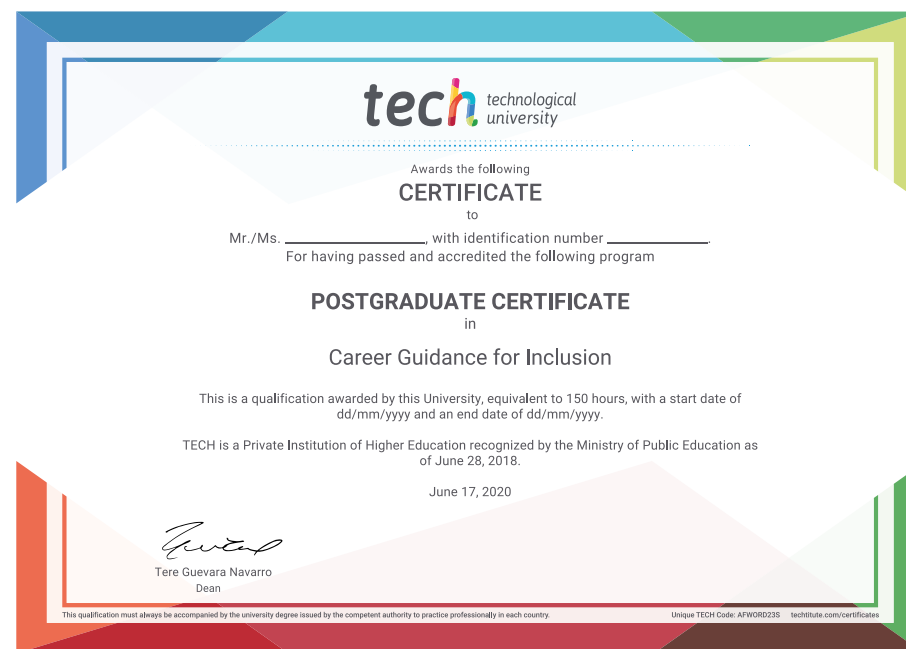 tech technological
university
Awards the following
CERTIFICATE
to
Mr./Ms. ____________, with identification number ____________.
For having passed and accredited the following program
POSTGRADUATE CERTIFICATE
in
Career Guidance for Inclusion
This is a qualification awarded by this University, equivalent to 150 hours, with a start date of
dd/mm/yyyy and an end date of dd/mm/yyyy.
TECH is a Private Institution of Higher Education recognized by the Ministry of Public Education as
of June 28, 2018.
June 17, 2020
Tere Guevara Navarro
Dean
This qualification must always be accompanied by the university degree issued by the competent authority to practice professionally in each country.
Unique TECH Code: AFWORD23S techtitute.com/certificates